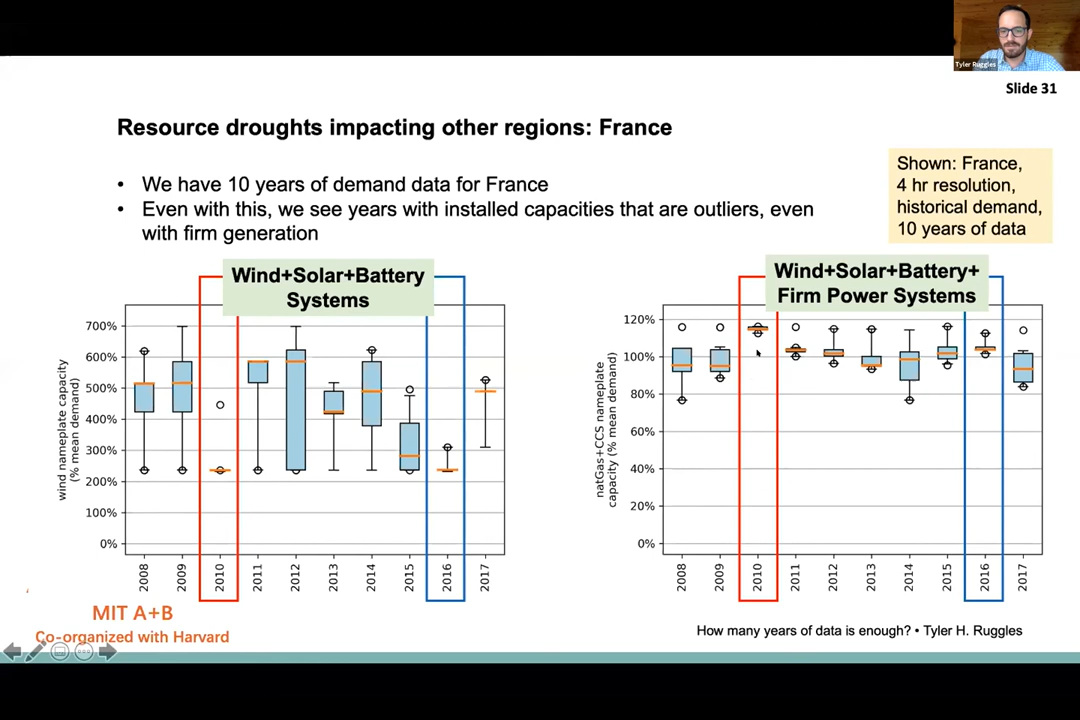 Tyler Ruggles
Slide 31
Resource droughts impacting other regions: France
• We have 10 years of demand data for France
• Even with this, we see years with installed capacities that are outliers, even
with firm generation
Shown: France,
4 hr resolution,
historical demand,
10 years of data
Wind+Solar+Battery
Systems
wind nameplate capacity
(% mean demand)
700%
600%
500%
400%
300%
200%
100%
0%
2008
2009
2010
2011
2012
2013
2014
2015
2016
2017
Wind+Solar+Battery+
Firm Power Systems
natGas+CCS nameplate
capacity (% mean demand)
120%
100%
80%
60%
40%
20%
0%
2008
2009
2010
2011
2012
2013
2014
2015
2016
2017
MIT A+B
Co-organized with Harvard
How many years of data is enough? • Tyler H. Ruggles